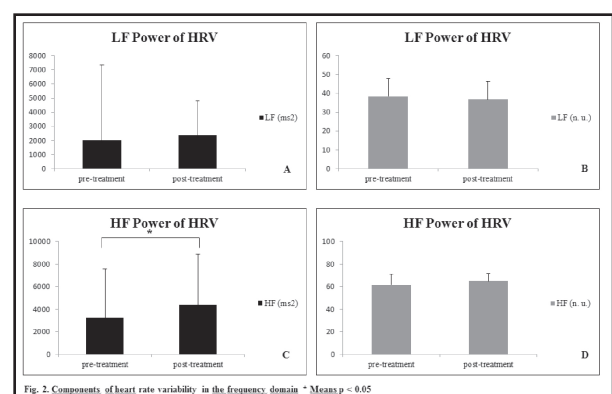 LF Power of HRV
8000
7000
6000
5000
4000
3000
2000
1000
0
pre-treatment post-treatment
LF (ms2)
A
LF Power of HRV
60
50
40
30
20
10
0
pre-treatment post-treatment
LF (n. u.)
B
HF Power of HRV
*
10000
8000
6000
4000
2000
0
pre-treatment post-treatment
HF (ms2)
C
HF Power of HRV
100
80
60
40
20
0
pre-treatment post-treatment
HF (n. u.)
D
Fig. 2. Components of heart rate variability in the frequency domain * Means p < 0.05